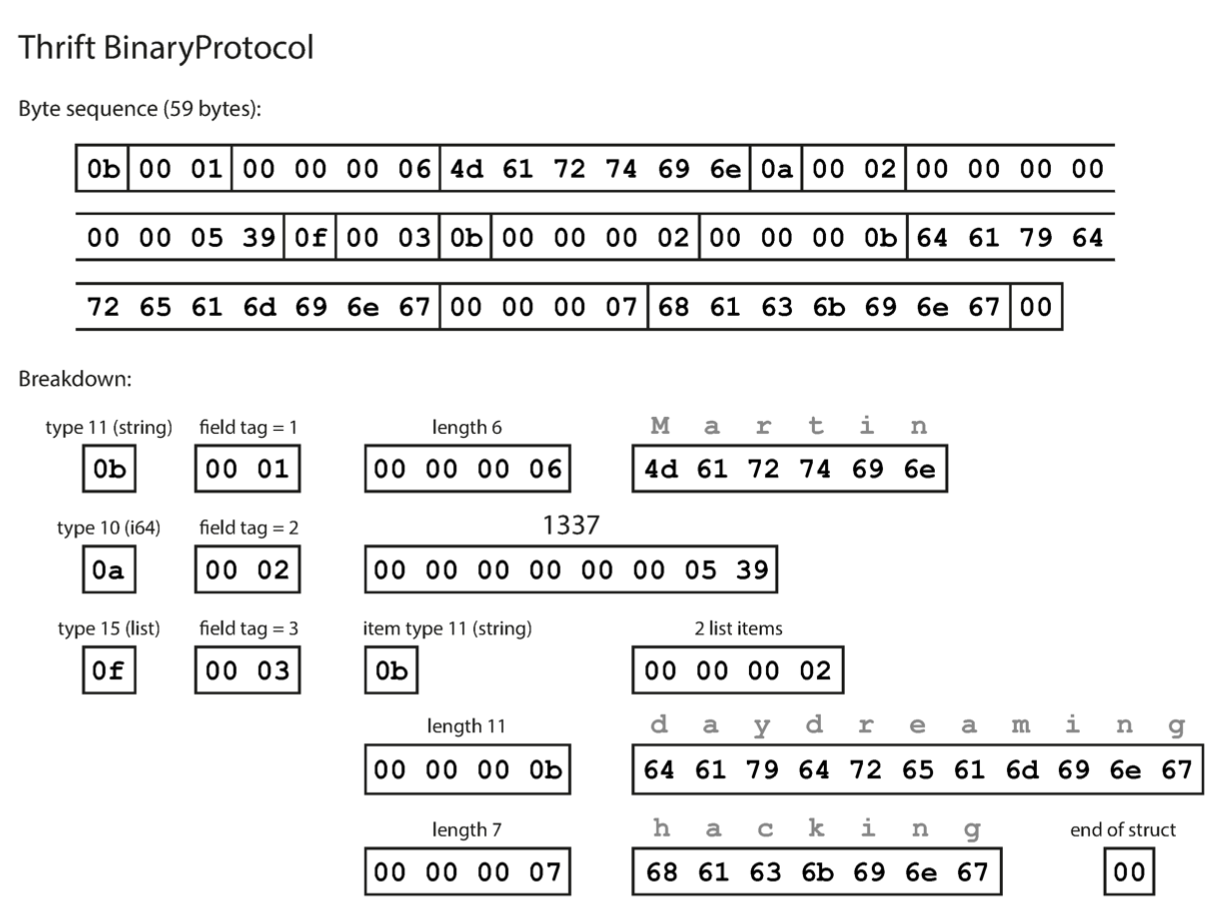 Thrift BinaryProtocol
Byte sequence (59 bytes):
0b 00 01 00 00 00 06 4d 61 72 74 69 6e 0a 00 02 00 00 00 00
00 00 05 39 0f 00 03 0b 00 00 00 02 00 00 00 0b 64 61 79 64
72 65 61 6d 69 6e 67 00 00 00 07 68 61 63 6b 69 6e 67 00
Breakdown:
type 11 (string) field tag = 1 length 6 M a r t i n
0b 00 01 00 00 00 06 4d 61 72 74 69 6e
type 10 (i64) field tag = 2 1337
0a 00 02 00 00 00 00 00 00 05 39
type 15 (list) field tag = 3 item type 11 (string) 2 list items
0f 00 03 0b 00 00 00 02
length 11 d a y d r e a m i n g
00 00 00 0b 64 61 79 64 72 65 61 6d 69 6e 67
length 7 h a c k i n g end of struct
00 00 00 07 68 61 63 6b 69 6e 67 00